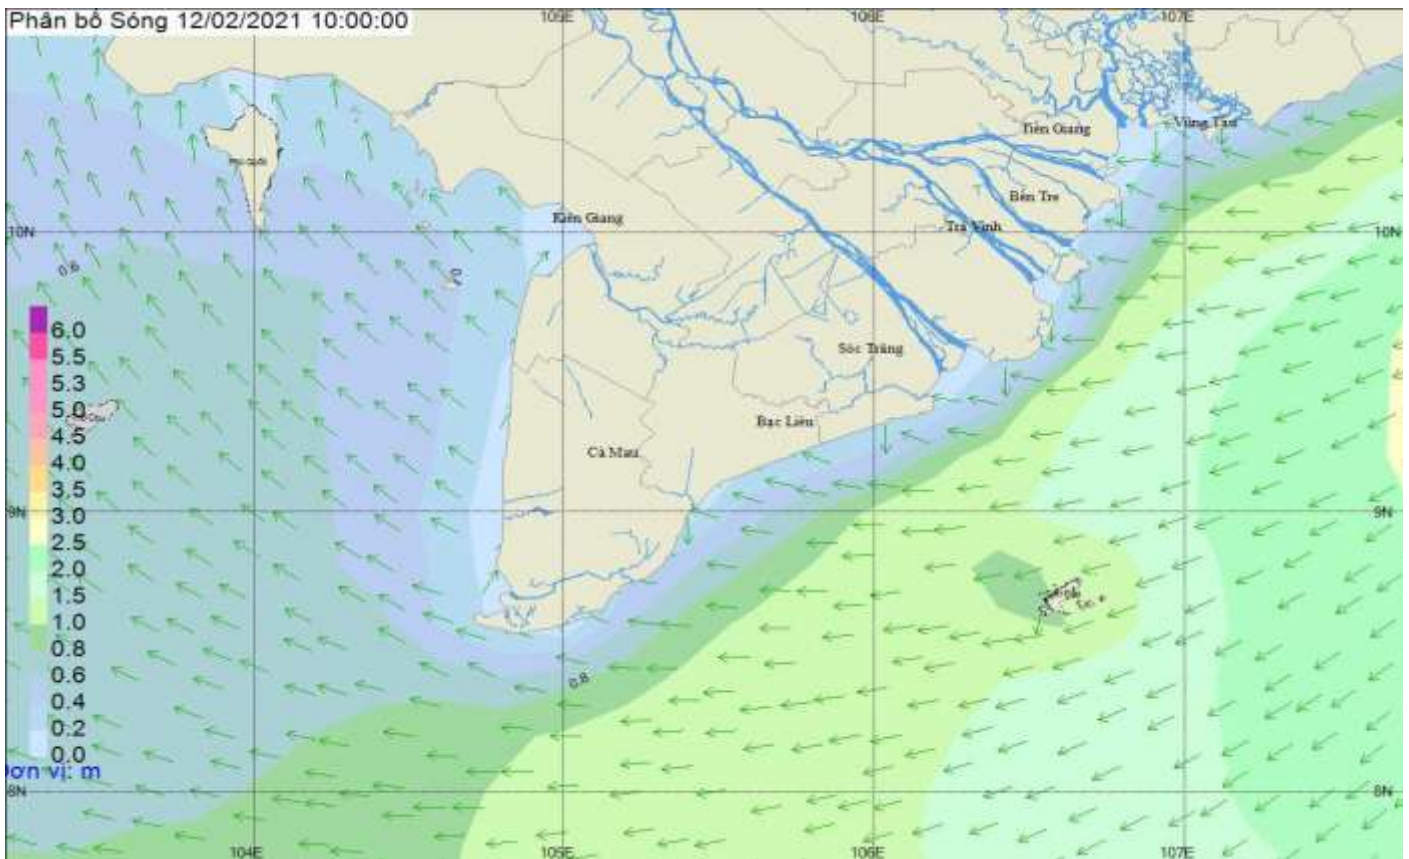 Phân bố Sóng 12/02/2021 10:00:00
105E
106E
107E
Tiền Giang
Vũng Tàu
Phú Quốc
Bến Tre
Kiên Giang
Trà Vinh
10N
10N
0.6
6.0
5.5
5.3
5.0
4.5
4.0
3.5
3.0
2.5
2.0
1.5
1.0
0.8
0.6
0.4
0.2
0.0
Đơn vị: m
Sóc Trăng
Bạc Liêu
Cà Mau
9N
9N
0.8
8N
8N
104E
105E
106E
107E